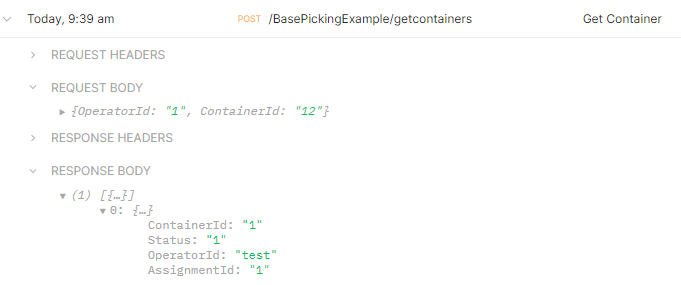 Today, 9:39 am POST /BasePickingExample/getcontainers Get Container
REQUEST HEADERS
REQUEST BODY
{OperatorId: "1", ContainerId: "12"}
RESPONSE HEADERS
RESPONSE BODY
(1) [{…}]
0: {…}
ContainerId: "1"
Status: "1"
OperatorId: "test"
AssignmentId: "1"